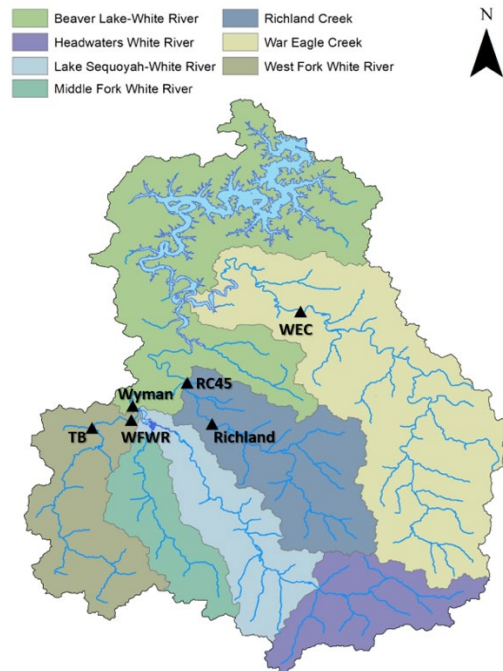 Beaver Lake-White River
Richland Creek
Headwaters White River
War Eagle Creek
Lake Sequoyah-White River
West Fork White River
Middle Fork White River
N
WEC
RC45
Wyman
TB
WFWR
Richland